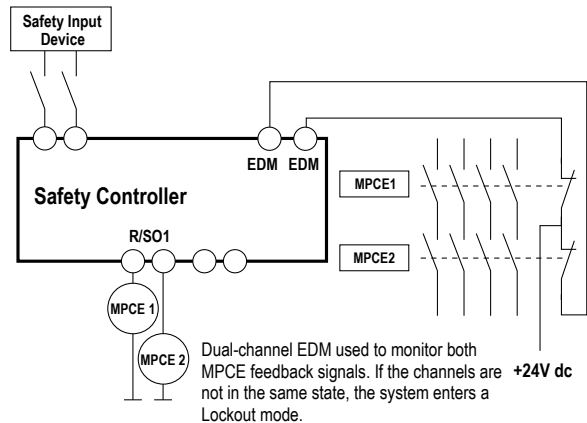 Safety Input
Device
EDM EDM
Safety Controller
R/SO1
MPCE1
MPCE2
MPCE 1
MPCE 2
Dual-channel EDM used to monitor both
MPCE feedback signals. If the channels are
not in the same state, the system enters a
Lockout mode.
+24V dc